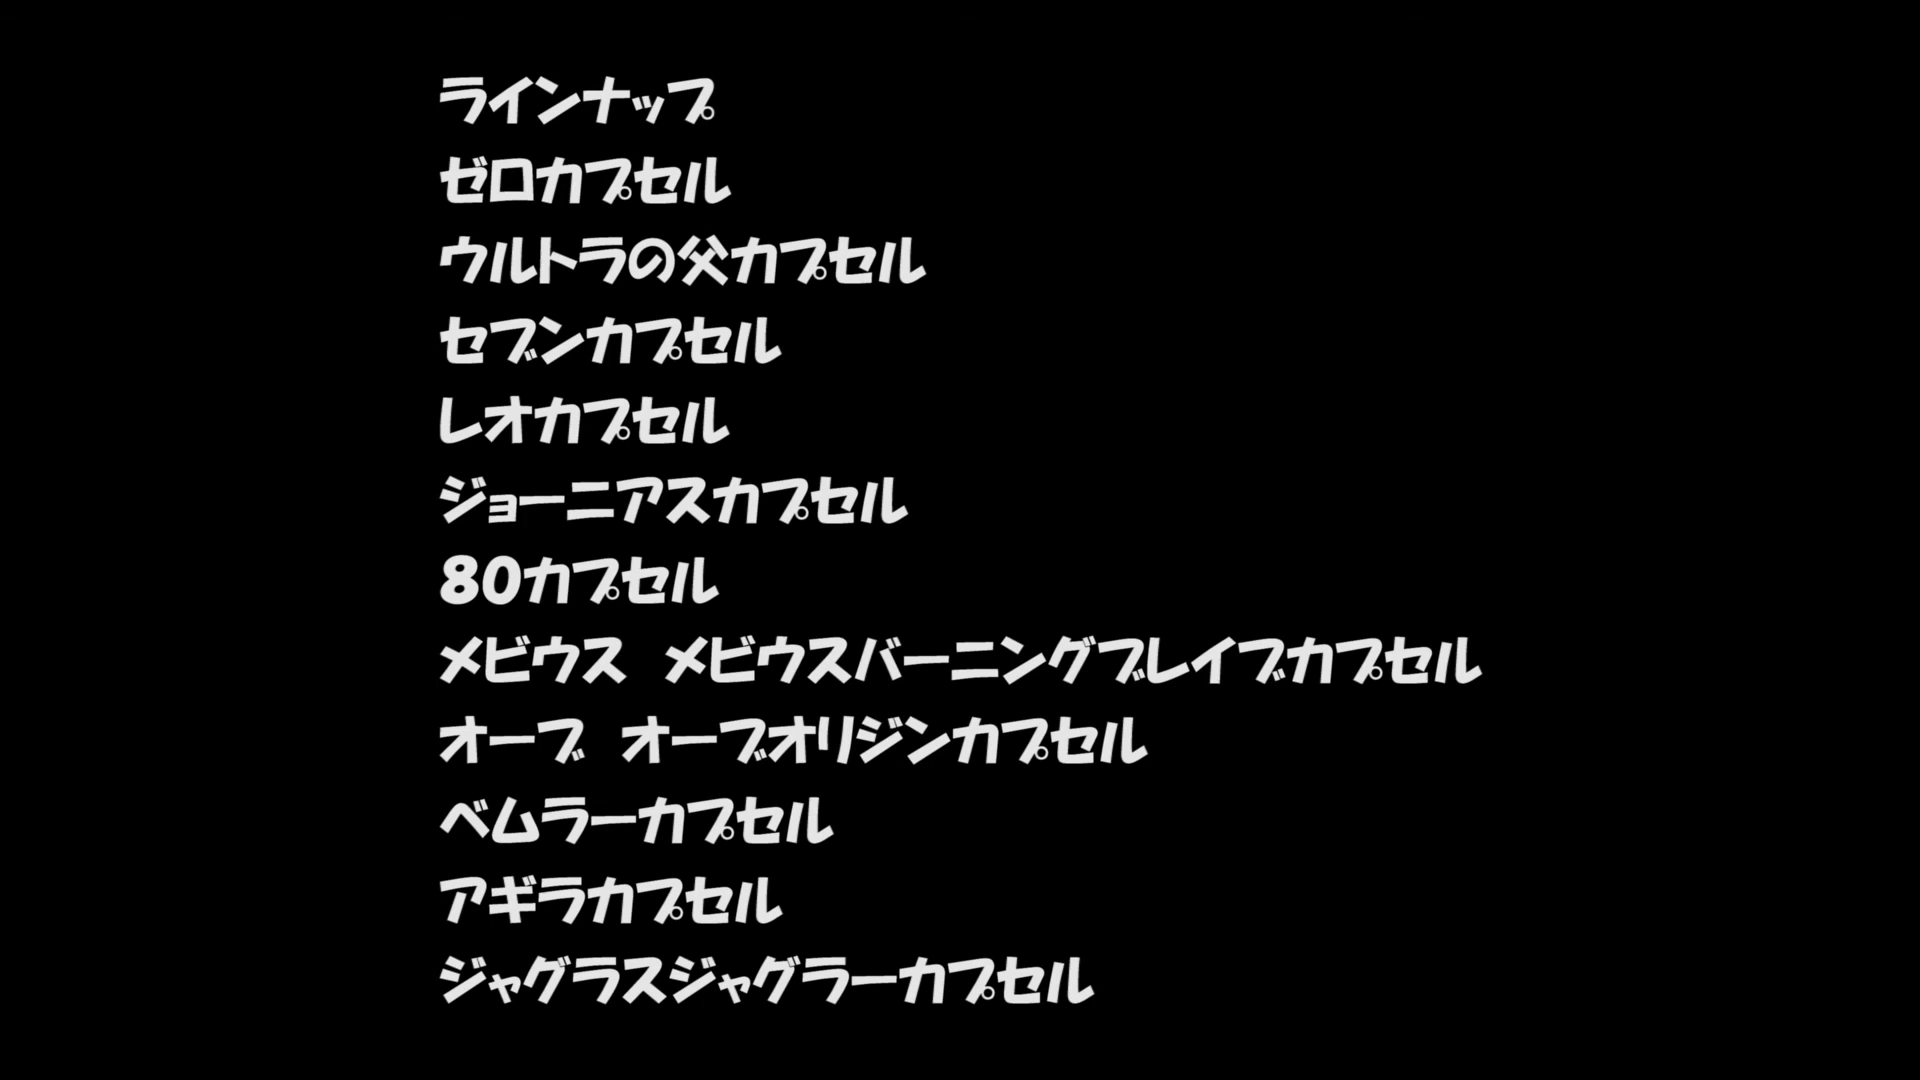 ラインナップ
ゼロカプセル
ウルトラの父カプセル
セブンカプセル
レオカプセル
ジョーニアスカプセル
80カプセル
メビウス　メビウスバーニングブレイブカプセル
オーブ　オーブオリジンカプセル
ベムラーカプセル
アギラカプセル
ジャグラスジャグラーカプセル